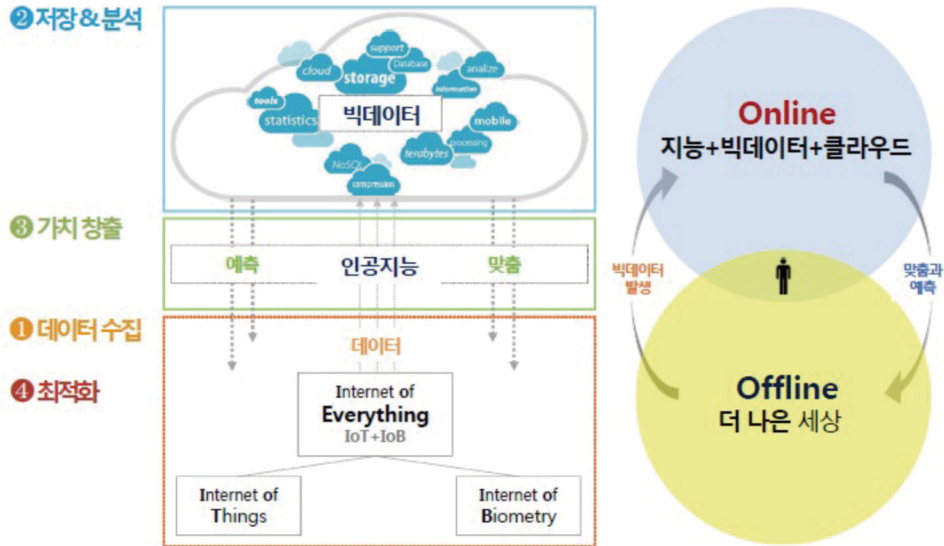 ❷ 저장 & 분석
support
cloud
Database
storage
analize
information
tools
statistics
빅데이터
mobile
processing
terabytes
NoSQL
compression
❸ 가치 창출
예측
인공지능
맞춤
❶ 데이터 수집
데이터
❹ 최적화
Internet of
Everything
IoT+IoB
Internet of
Things
Internet of
Biometry
Online
지능+빅데이터+클라우드
빅데이터
발생
맞춤과
예측
Offline
더 나은 세상